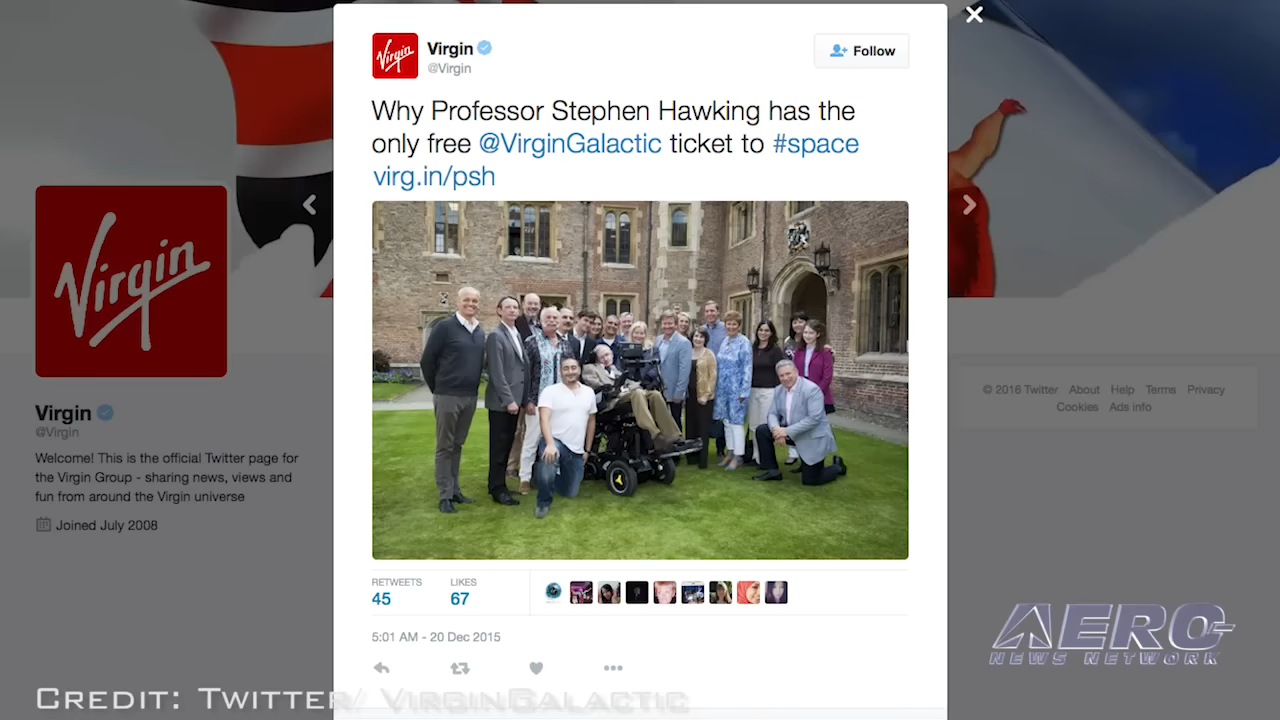 Virgin
Virgin
@Virgin
Follow
Why Professor Stephen Hawking has the
only free @VirginGalactic ticket to #space
virg.in/psh
Virgin
Virgin
@Virgin
Welcome! This is the official Twitter page for
the Virgin Group - sharing news, views and
fun from around the Virgin universe
Joined July 2008
© 2016 Twitter About Help Terms Privacy
Cookies Ads info
RETWEETS LIKES
45 67
5:01 AM - 20 Dec 2015
AERO
NEWS NETWORK
CREDIT: TWITTER/ VIRGINGALACTIC